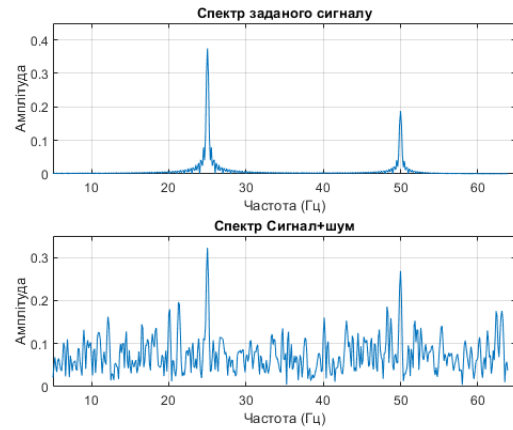 Спектр заданого сигналу
Амплітуда
0.4
0.3
0.2
0.1
0
10 20 30 40 50 60
Частота (Гц)
Спектр Сигнал+шум
Амплітуда
0.3
0.2
0.1
0
10 20 30 40 50 60
Частота (Гц)